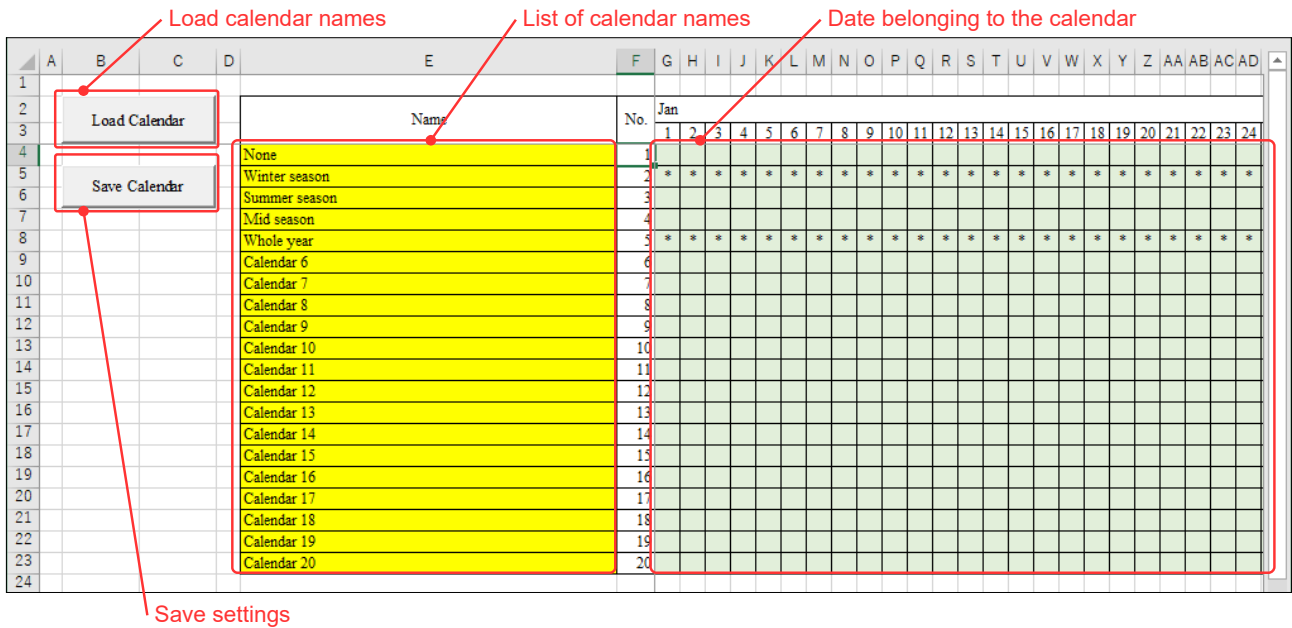 Load calendar names List of calendar names Date belonging to the calendar
A B C D E F G H I J K L M N O P Q R S T U V W X Y Z AA AB AC AD
1
2 Load Calendar Name No. Jan
3 1 2 3 4 5 6 7 8 9 10 11 12 13 14 15 16 17 18 19 20 21 22 23 24
4 None 1
5 Save Calendar Winter season 2 * * * * * * * * * * * * * * * * * * * * * * * *
6 Summer season 3
7 Mid season 4
8 Whole year 5 * * * * * * * * * * * * * * * * * * * * * * * *
9 Calendar 6 6
10 Calendar 7 7
11 Calendar 8 8
12 Calendar 9 9
13 Calendar 10 10
14 Calendar 11 11
15 Calendar 12 12
16 Calendar 13 13
17 Calendar 14 14
18 Calendar 15 15
19 Calendar 16 16
20 Calendar 17 17
21 Calendar 18 18
22 Calendar 19 19
23 Calendar 20 20
24
Save settings